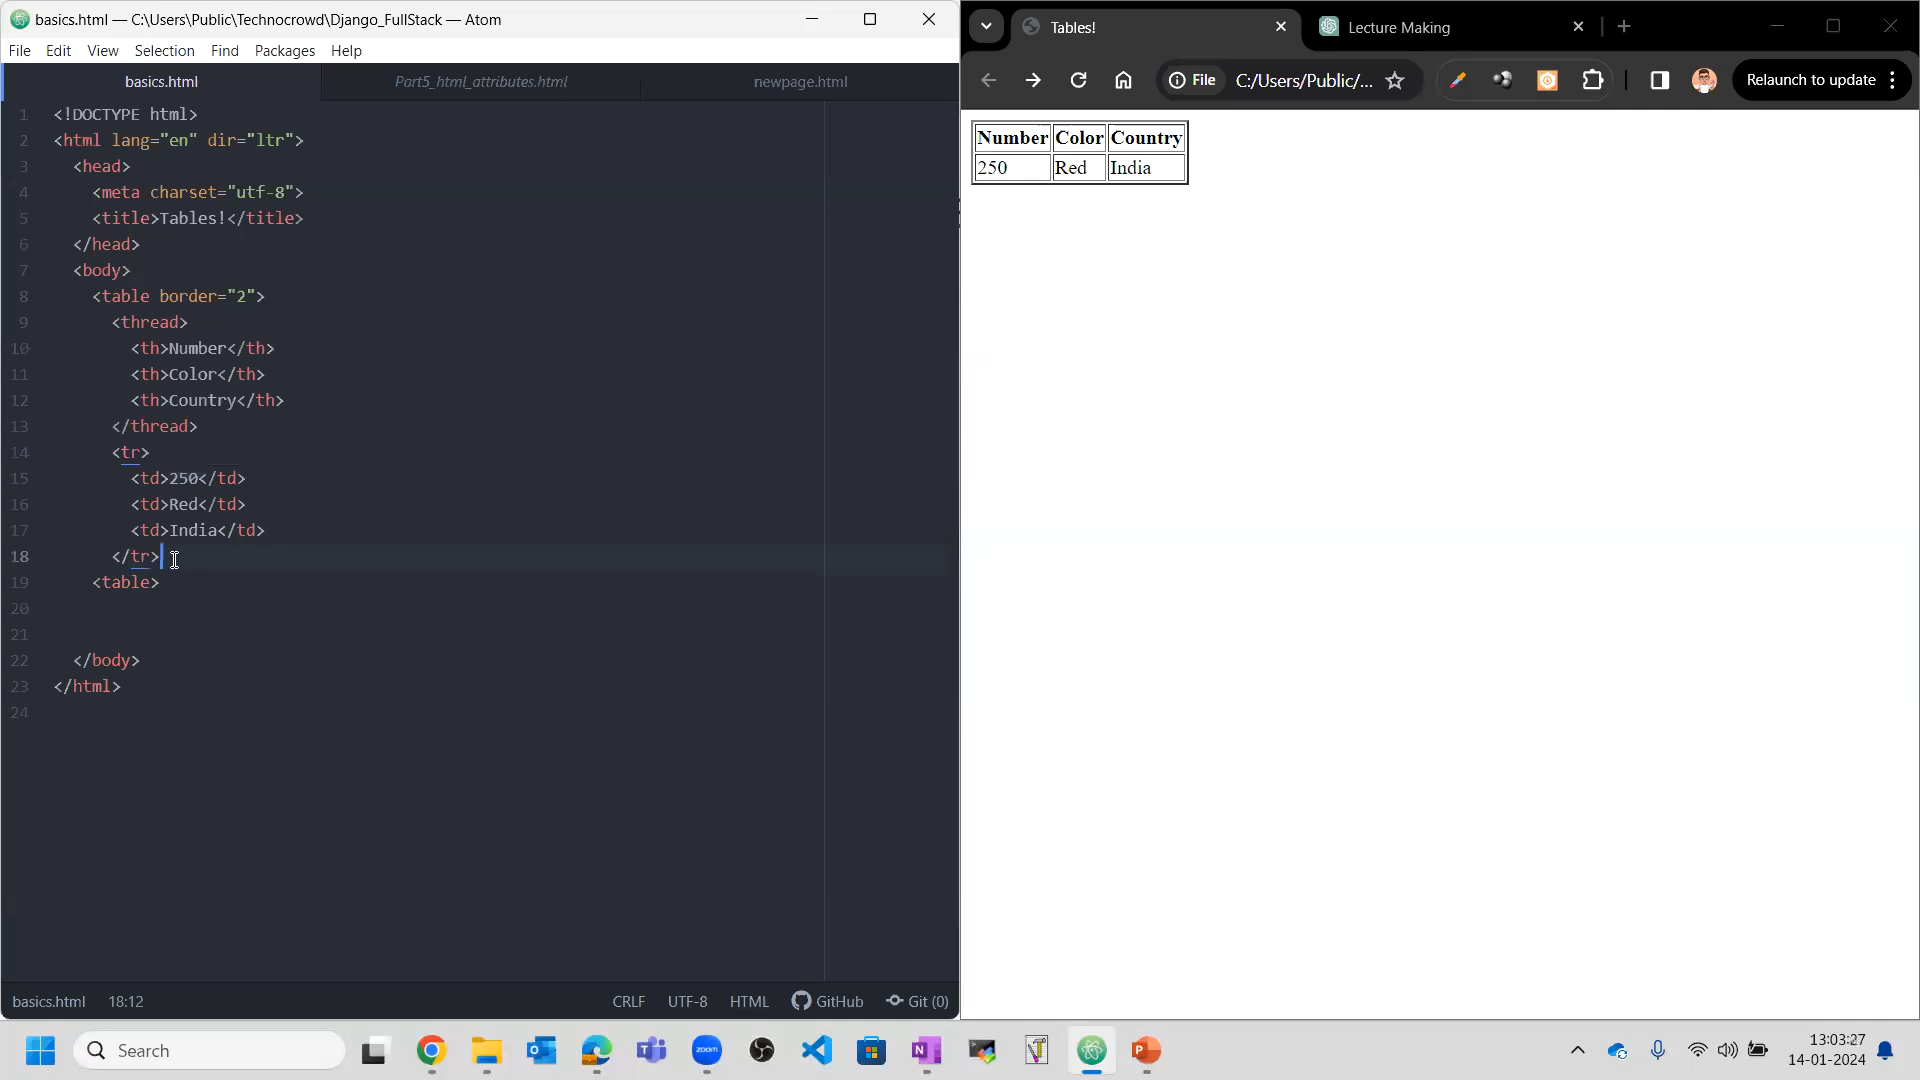 basics.html — C:\Users\Public\Technocrowd\Django_FullStack — Atom
File Edit View Selection Find Packages Help
basics.html Part5_html_attributes.html newpage.html
1 <!DOCTYPE html>
2 <html lang="en" dir="ltr">
3 <head>
4 <meta charset="utf-8">
5 <title>Tables!</title>
6 </head>
7 <body>
8 <table border="2">
9 <thread>
10 <th>Number</th>
11 <th>Color</th>
12 <th>Country</th>
13 </thread>
14 <tr>
15 <td>250</td>
16 <td>Red</td>
17 <td>India</td>
18 </tr>
19 <table>
20
21
22 </body>
23 </html>
24
basics.html 18:12 CRLF UTF-8 HTML GitHub Git (0)
Tables! Lecture Making
File C:/Users/Public/... Relaunch to update
Number Color Country
250 Red India
Search
zoom
13:03:27
14-01-2024